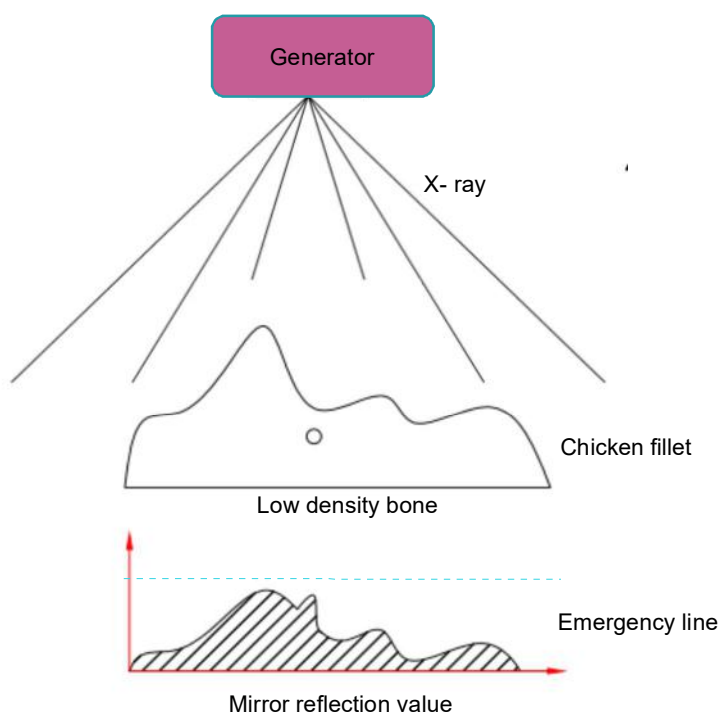 Generator
X- ray
Chicken fillet
Low density bone
Emergency line
Mirror reflection value